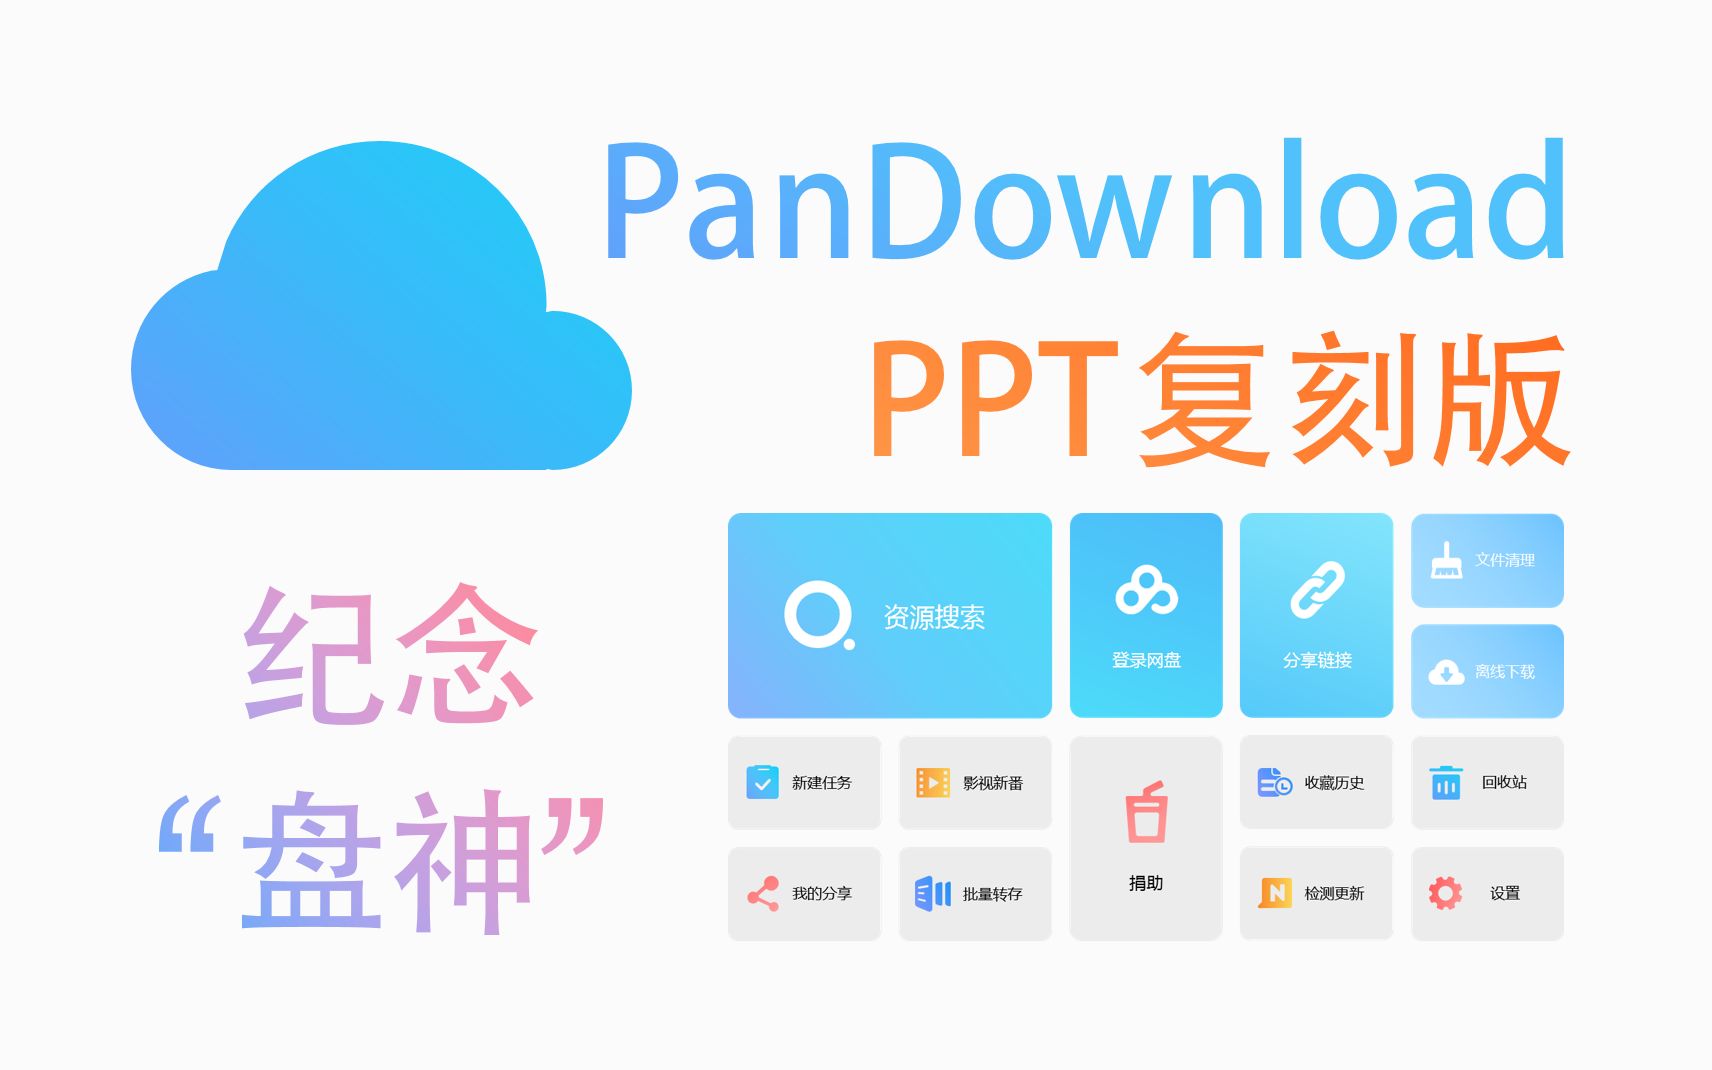 PanDownload
PPT复刻版
纪念
“盘神”
资源搜索
登录网盘
分享链接
文件清理
离线下载
新建任务
影视新番
捐助
收藏历史
回收站
我的分享
批量转存
检测更新
设置